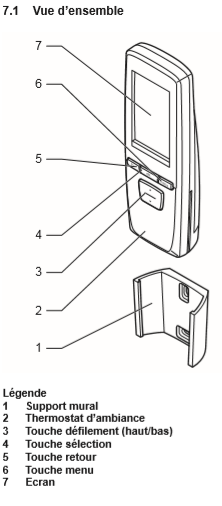 7.1 Vue d'ensemble
7
6
5
4
3
2
1
Légende
1 Support mural
2 Thermostat d'ambiance
3 Touche défilement (haut/bas)
4 Touche sélection
5 Touche retour
6 Touche menu
7 Ecran